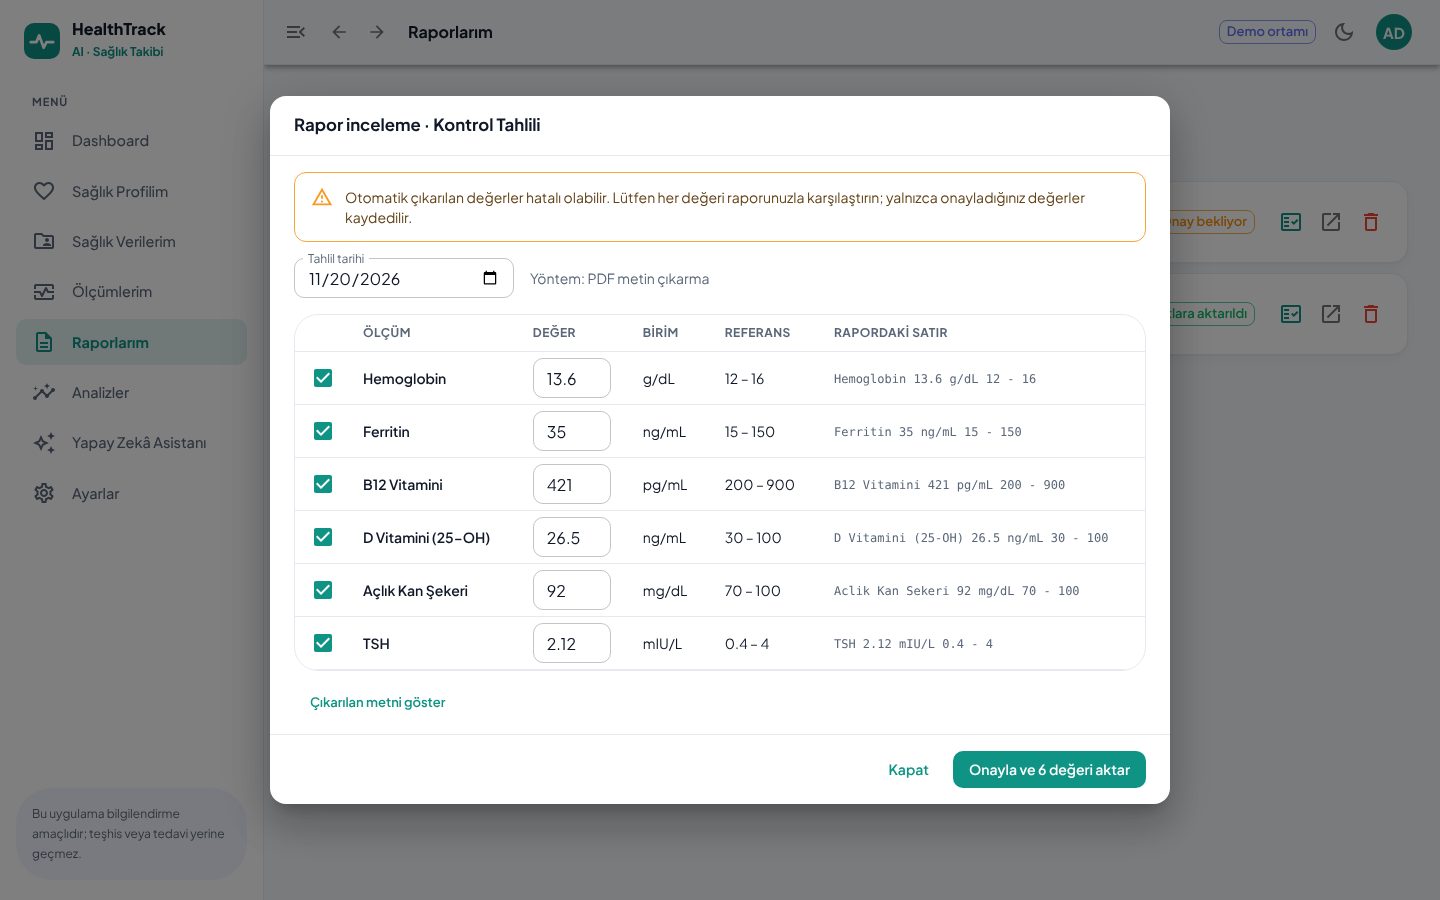 HealthTrack
AI · Sağlık Takibi
MENÜ
Dashboard
Sağlık Profilim
Sağlık Verilerim
Ölçümlerim
Raporlarım
Analizler
Yapay Zekâ Asistanı
Ayarlar
Bu uygulama bilgilendirme
amaçlıdır; teşhis veya tedavi yerine
geçmez.
Raporlarım
Demo ortamı
AD
bekliyor
aktarıldı
Rapor inceleme · Kontrol Tahlili
Otomatik çıkarılan değerler hatalı olabilir. Lütfen her değeri raporunuzla karşılaştırın; yalnızca onayladığınız değerler
kaydedilir.
Tahlil tarihi
11/20/2026
Yöntem: PDF metin çıkarma
ÖLÇÜM DEĞER BİRİM REFERANS RAPORDAKİ SATIR
Hemoglobin 13.6 g/dL 12 – 16 Hemoglobin 13.6 g/dL 12 - 16
Ferritin 35 ng/mL 15 – 150 Ferritin 35 ng/mL 15 - 150
B12 Vitamini 421 pg/mL 200 – 900 B12 Vitamini 421 pg/mL 200 - 900
D Vitamini (25-OH) 26.5 ng/mL 30 – 100 D Vitamini (25-OH) 26.5 ng/mL 30 - 100
Açlık Kan Şekeri 92 mg/dL 70 – 100 Aclik Kan Sekeri 92 mg/dL 70 - 100
TSH 2.12 mIU/L 0.4 – 4 TSH 2.12 mIU/L 0.4 - 4
Çıkarılan metni göster
Kapat
Onayla ve 6 değeri aktar